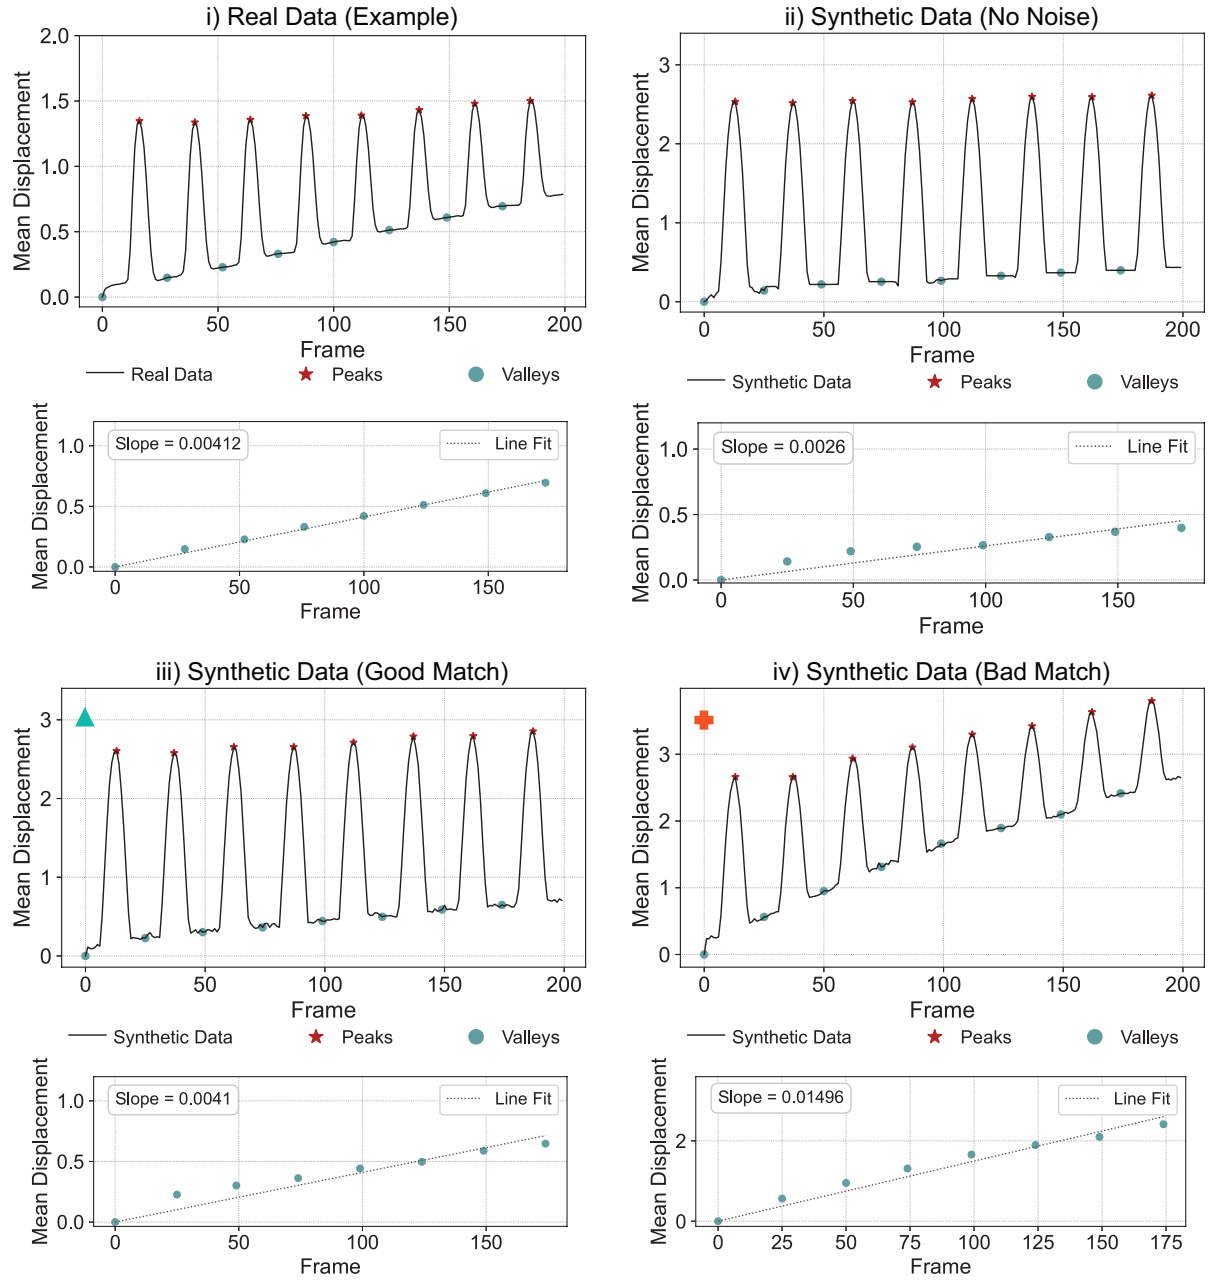 i) Real Data (Example)
Mean Displacement
2.0
1.5
1.0
0.5
0.0
0 50 100 150 200
Frame
Real Data Peaks Valleys
Mean Displacement
1.0
0.5
0.0
Slope = 0.00412
Line Fit
0 50 100 150
Frame
ii) Synthetic Data (No Noise)
Mean Displacement
3
2
1
0
0 50 100 150 200
Frame
Synthetic Data Peaks Valleys
Mean Displacement
1.0
0.5
0.0
Slope = 0.0026
Line Fit
0 50 100 150
Frame
iii) Synthetic Data (Good Match)
Mean Displacement
3
2
1
0
0 50 100 150 200
Frame
Synthetic Data Peaks Valleys
Mean Displacement
1.0
0.5
0.0
Slope = 0.0041
Line Fit
0 50 100 150
Frame
iv) Synthetic Data (Bad Match)
Mean Displacement
3
2
1
0
0 50 100 150 200
Frame
Synthetic Data Peaks Valleys
Mean Displacement
2
0
Slope = 0.01496
Line Fit
0 25 50 75 100 125 150 175
Frame